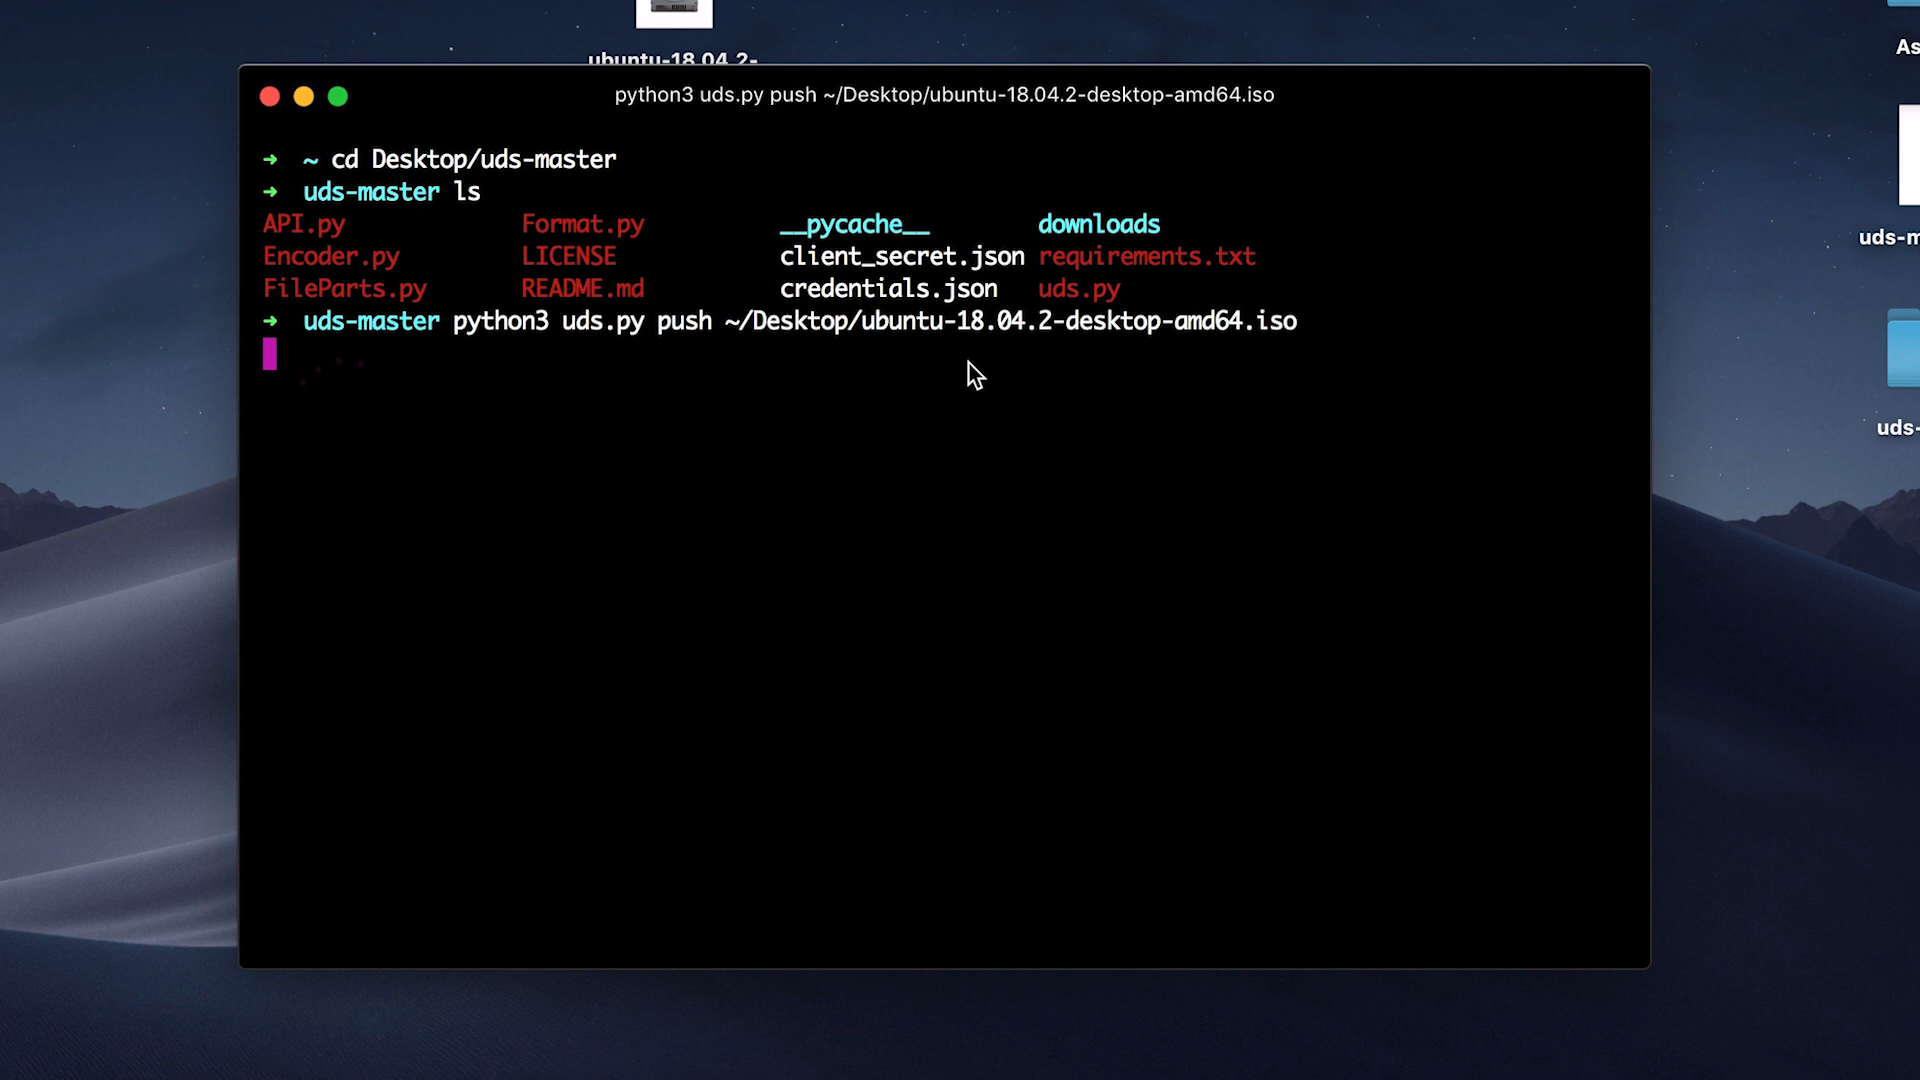 ubuntu-18.04.2-
As
python3 uds.py push ~/Desktop/ubuntu-18.04.2-desktop-amd64.iso
➜ ~ cd Desktop/uds-master
➜ uds-master ls
API.py Format.py __pycache__ downloads
Encoder.py LICENSE client_secret.json requirements.txt
FileParts.py README.md credentials.json uds.py
➜ uds-master python3 uds.py push ~/Desktop/ubuntu-18.04.2-desktop-amd64.iso
uds-m
uds-